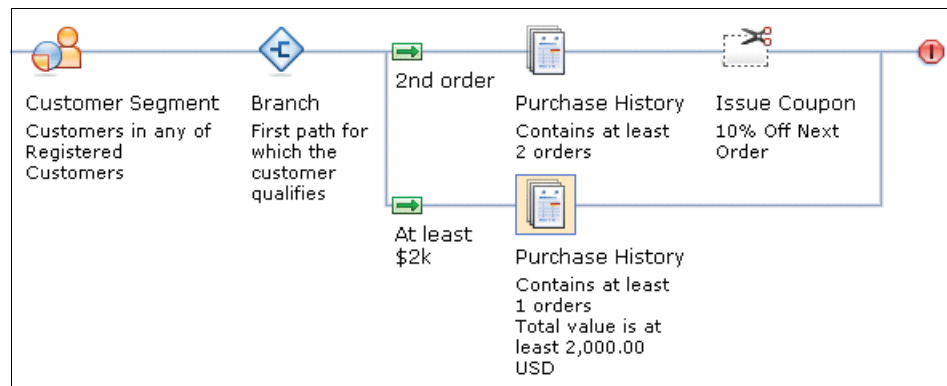 Customer Segment
Customers in any of
Registered
Customers
Branch
First path for
which the
customer
qualifies
2nd order
Purchase History
Contains at least
2 orders
Issue Coupon
10% Off Next
Order
At least
$2k
Purchase History
Contains at least
1 orders
Total value is at
least 2,000.00
USD